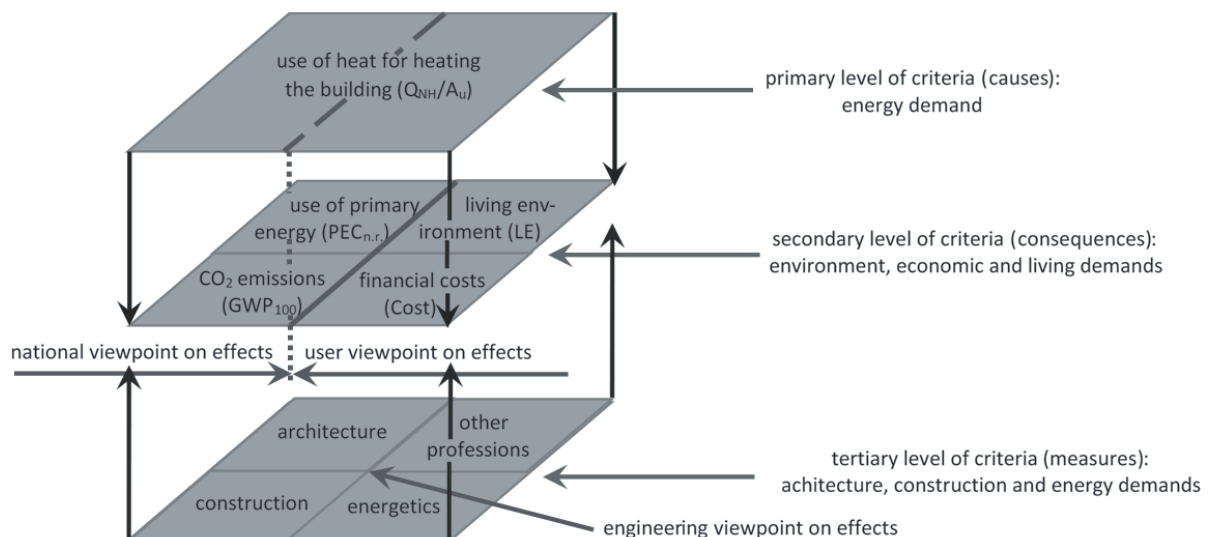 use of heat for heating
the building (QNH/Au)
primary level of criteria (causes):
energy demand
use of primary
energy (PECn.r.)
living env-
ironment (LE)
CO2 emissions
(GWP100)
financial costs
(Cost)
secondary level of criteria (consequences):
environment, economic and living demands
national viewpoint on effects
user viewpoint on effects
architecture
other
professions
construction
energetics
tertiary level of criteria (measures):
achitecture, construction and energy demands
engineering viewpoint on effects